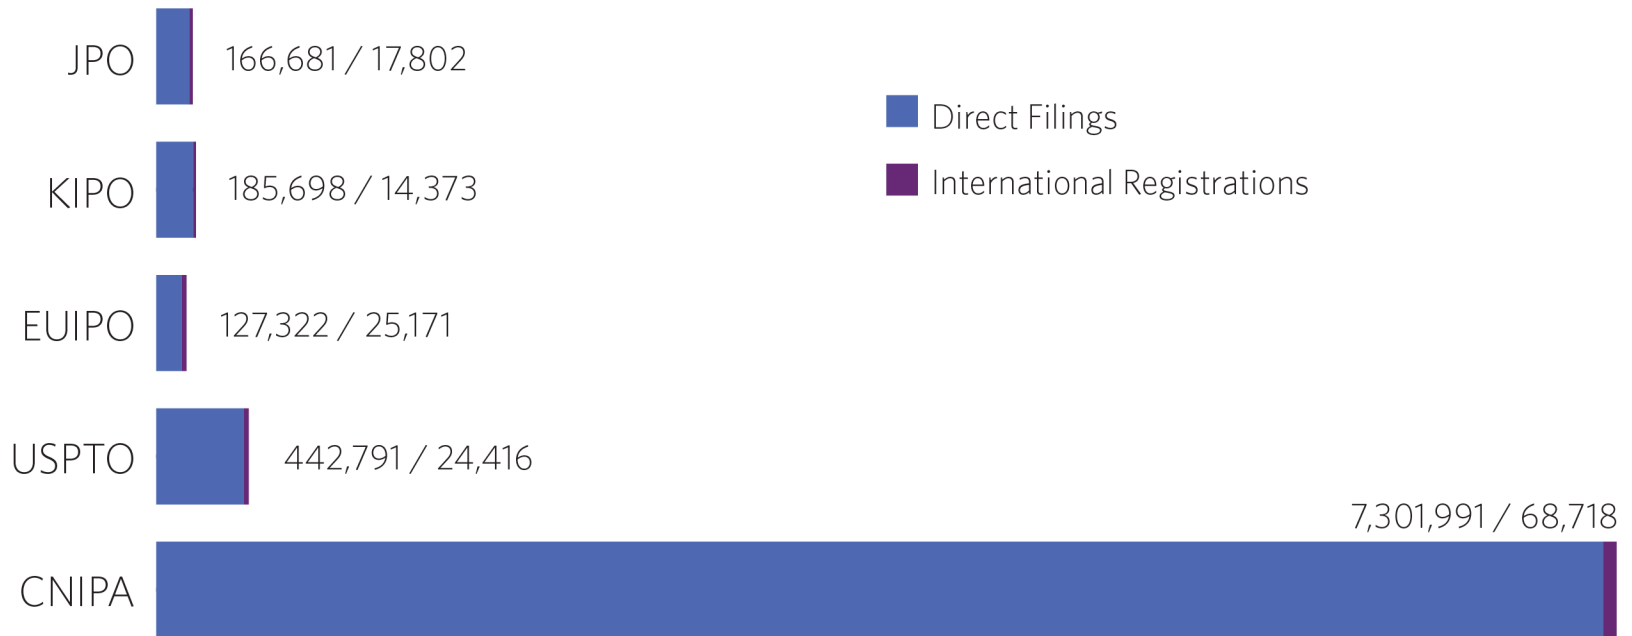 JPO 166,681 / 17,802
Direct Filings
KIPO 185,698 / 14,373
International Registrations
EUIPO 127,322 / 25,171
USPTO 442,791 / 24,416
7,301,991 / 68,718
CNIPA